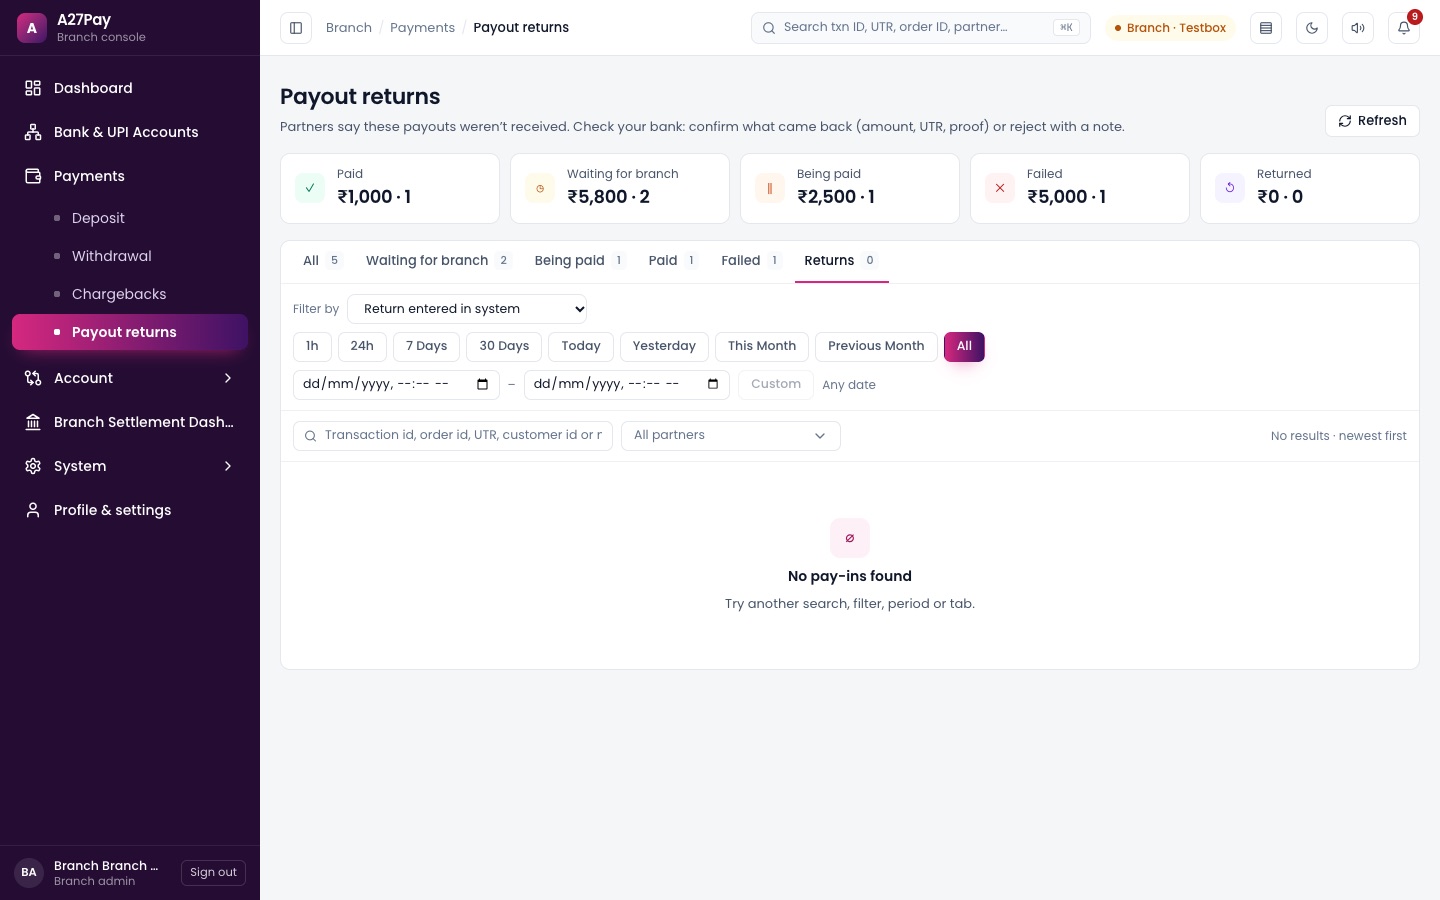 A
A27Pay
Branch console
Dashboard
Bank & UPI Accounts
Payments
Deposit
Withdrawal
Chargebacks
Payout returns
Account
Branch Settlement Dash...
System
Profile & settings
BA
Branch Branch ...
Branch admin
Sign out
Branch / Payments / Payout returns
Search txn ID, UTR, order ID, partner...
⌘K
Branch · Testbox
9
Payout returns
Partners say these payouts weren't received. Check your bank: confirm what came back (amount, UTR, proof) or reject with a note.
Refresh
Paid
₹1,000 · 1
Waiting for branch
₹5,800 · 2
Being paid
₹2,500 · 1
Failed
₹5,000 · 1
Returned
₹0 · 0
All 5 Waiting for branch 2 Being paid 1 Paid 1 Failed 1 Returns 0
Filter by Return entered in system
1h 24h 7 Days 30 Days Today Yesterday This Month Previous Month All
dd/mm/yyyy, --:-- -- – dd/mm/yyyy, --:-- -- Custom Any date
Transaction id, order id, UTR, customer id or r All partners No results · newest first
No pay-ins found
Try another search, filter, period or tab.